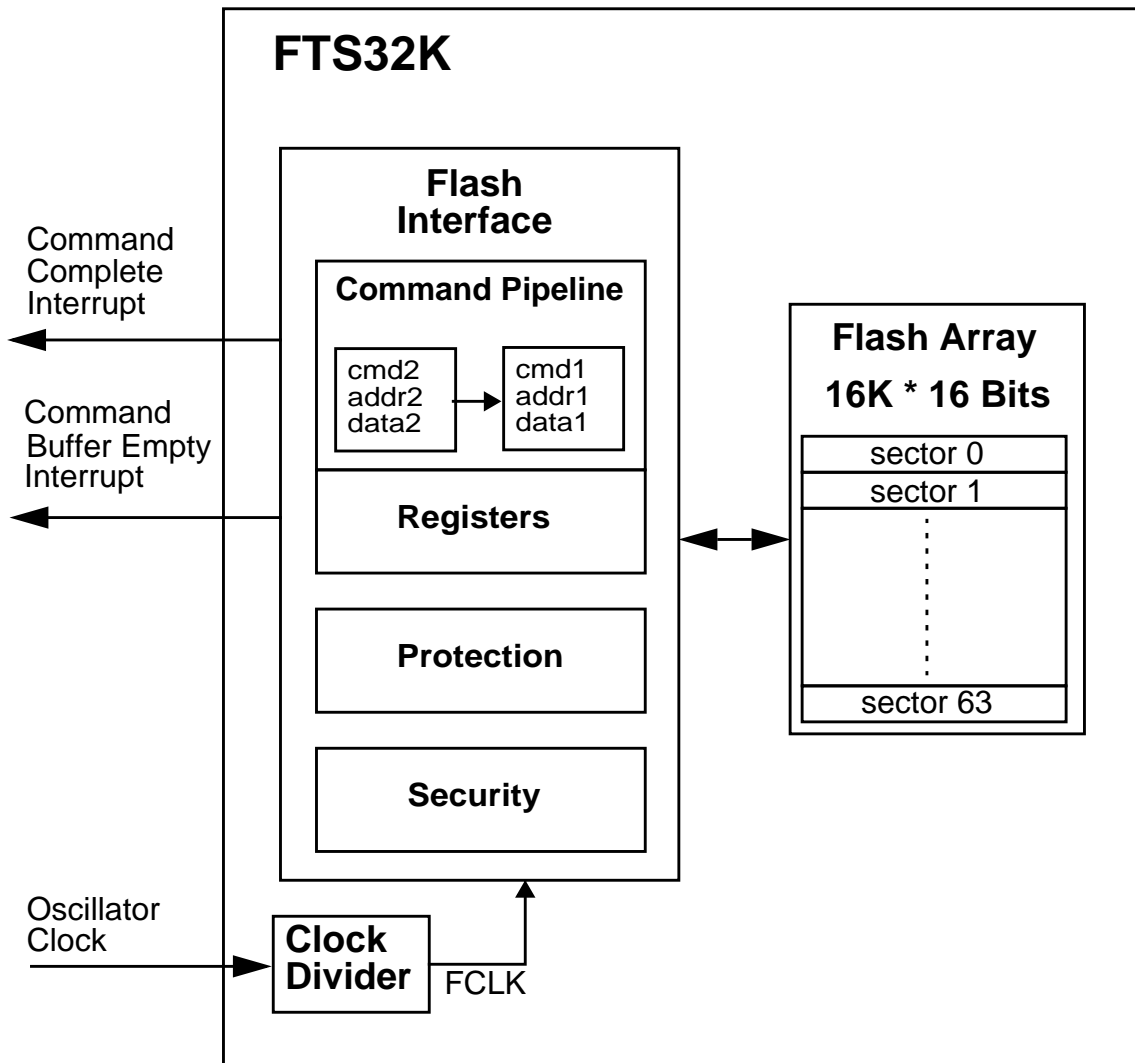 FTS32K
Flash
Interface
Command
Complete
Interrupt
Command Pipeline
cmd2
addr2
data2
cmd1
addr1
data1
Command
Buffer Empty
Interrupt
Registers
Protection
Security
Flash Array
16K * 16 Bits
sector 0
sector 1
sector 63
Oscillator
Clock
Clock
Divider
FCLK